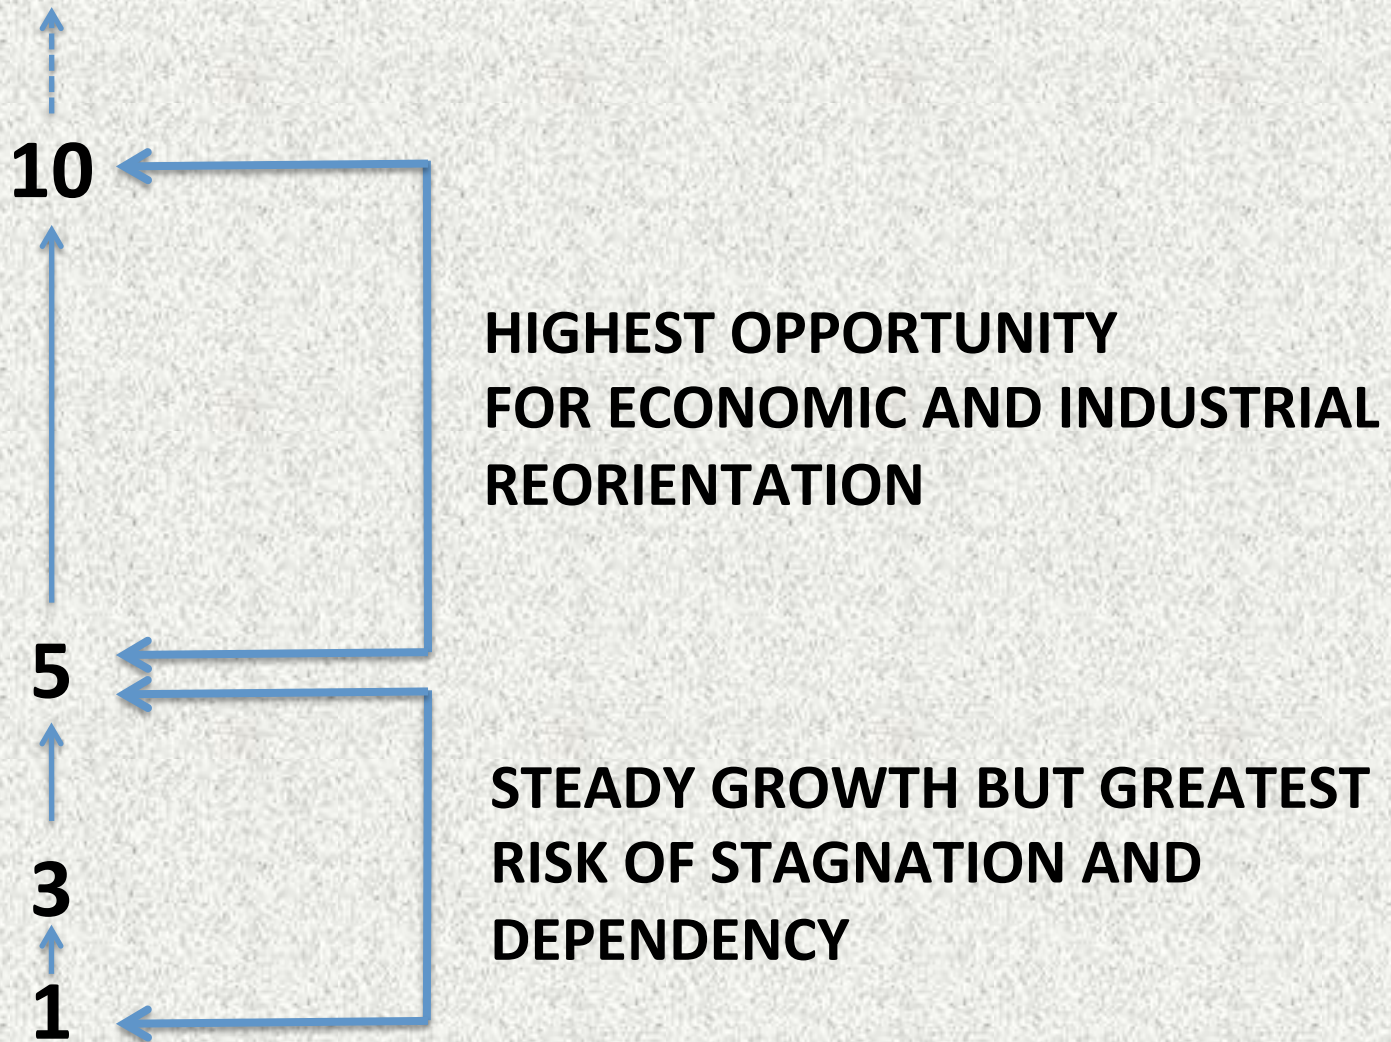 10
HIGHEST OPPORTUNITY
FOR ECONOMIC AND INDUSTRIAL
REORIENTATION
5
STEADY GROWTH BUT GREATEST
RISK OF STAGNATION AND
3
DEPENDENCY
1